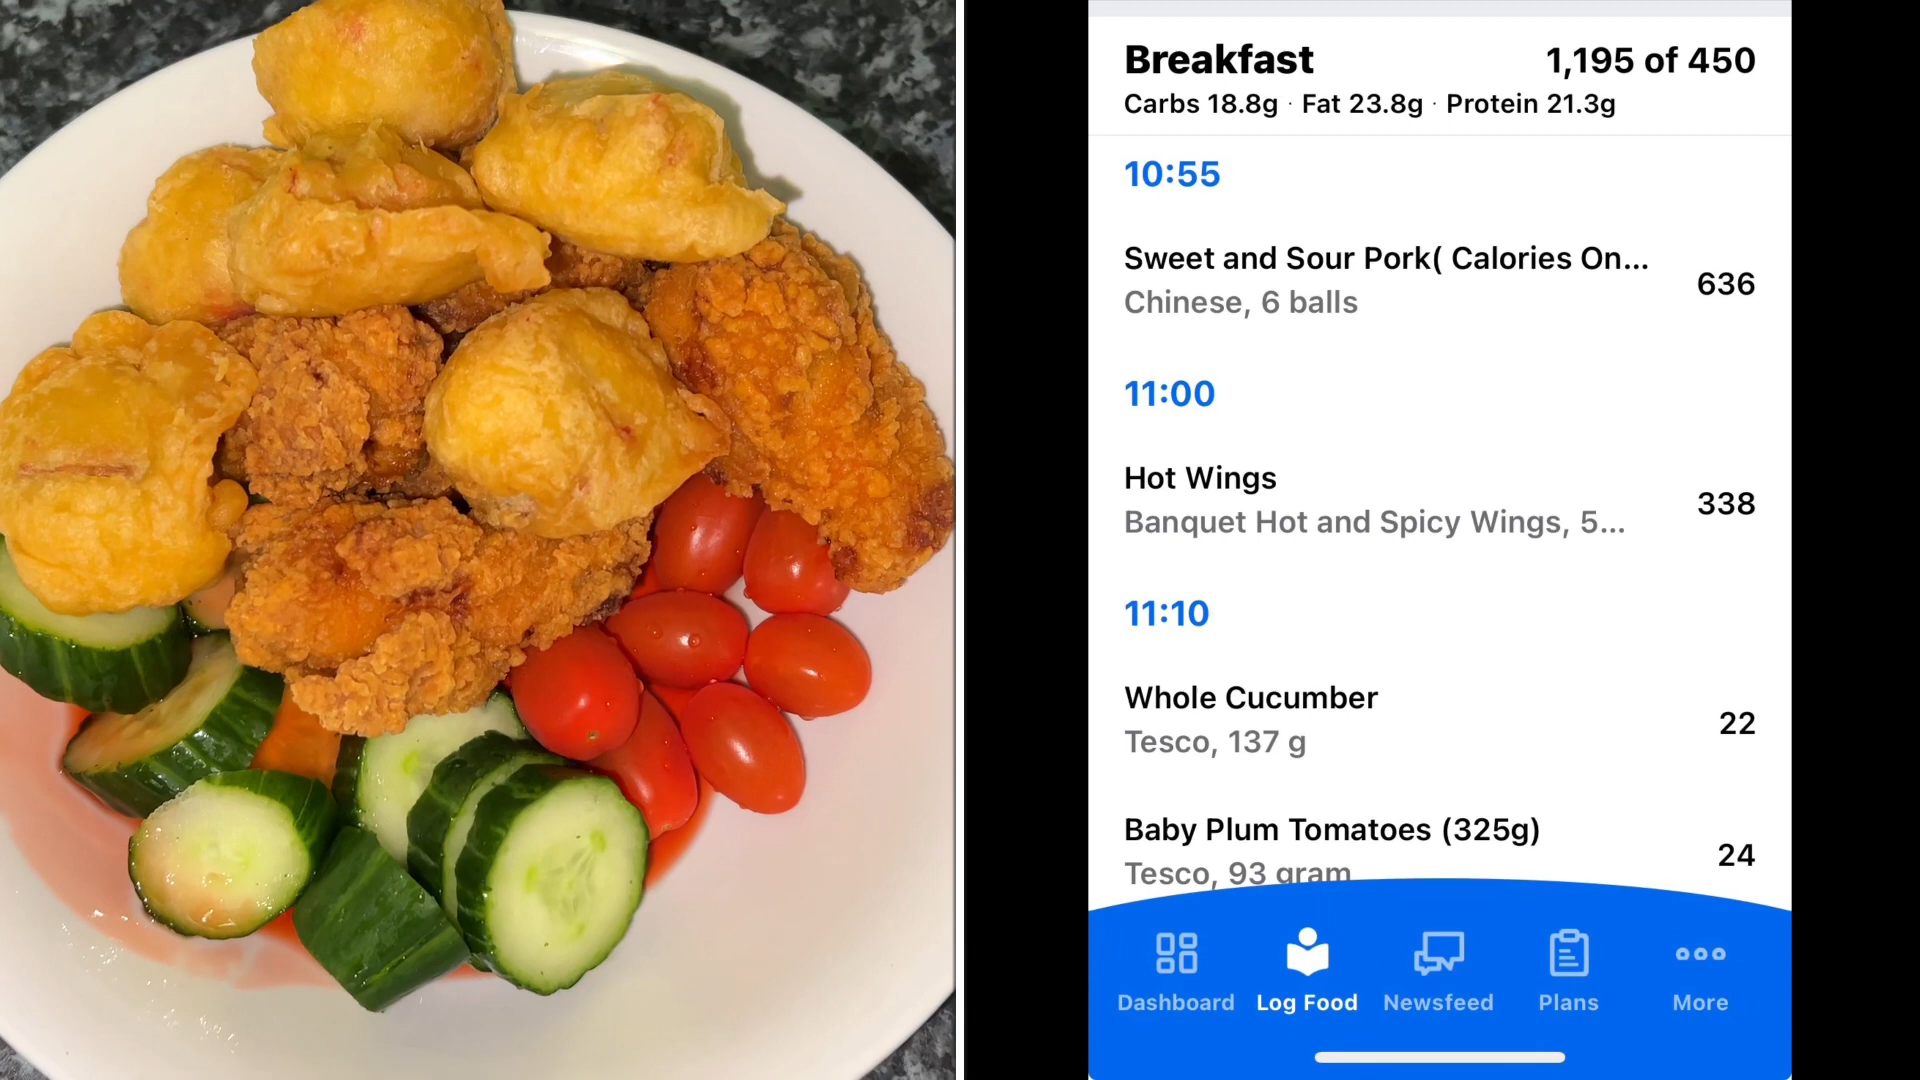 Breakfast
1,195 of 450
Carbs 18.8g · Fat 23.8g · Protein 21.3g
10:55
Sweet and Sour Pork( Calories On...
636
Chinese, 6 balls
11:00
Hot Wings
338
Banquet Hot and Spicy Wings, 5...
11:10
Whole Cucumber
22
Tesco, 137 g
Baby Plum Tomatoes (325g)
24
Tesco, 93 gram
Dashboard
Log Food
Newsfeed
Plans
More